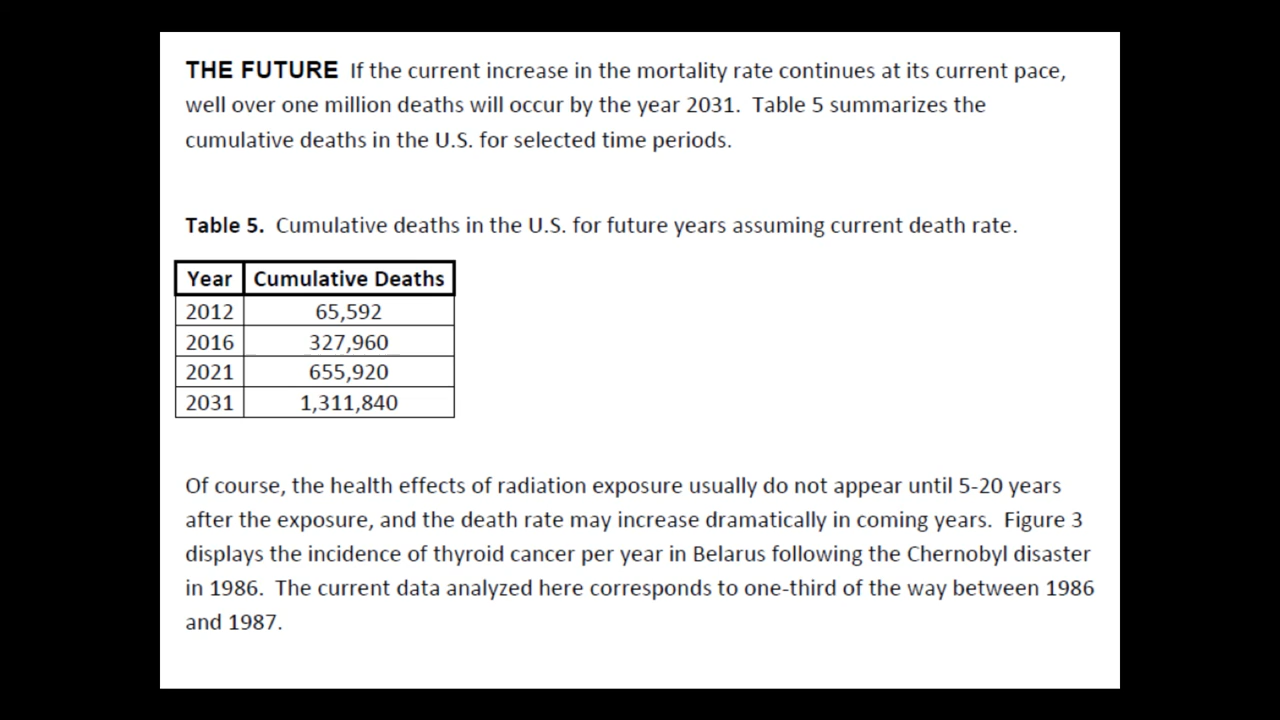 THE FUTURE If the current increase in the mortality rate continues at its current pace,
well over one million deaths will occur by the year 2031. Table 5 summarizes the
cumulative deaths in the U.S. for selected time periods.
Table 5. Cumulative deaths in the U.S. for future years assuming current death rate.
Year Cumulative Deaths
2012 65,592
2016 327,960
2021 655,920
2031 1,311,840
Of course, the health effects of radiation exposure usually do not appear until 5-20 years
after the exposure, and the death rate may increase dramatically in coming years. Figure 3
displays the incidence of thyroid cancer per year in Belarus following the Chernobyl disaster
in 1986. The current data analyzed here corresponds to one-third of the way between 1986
and 1987.